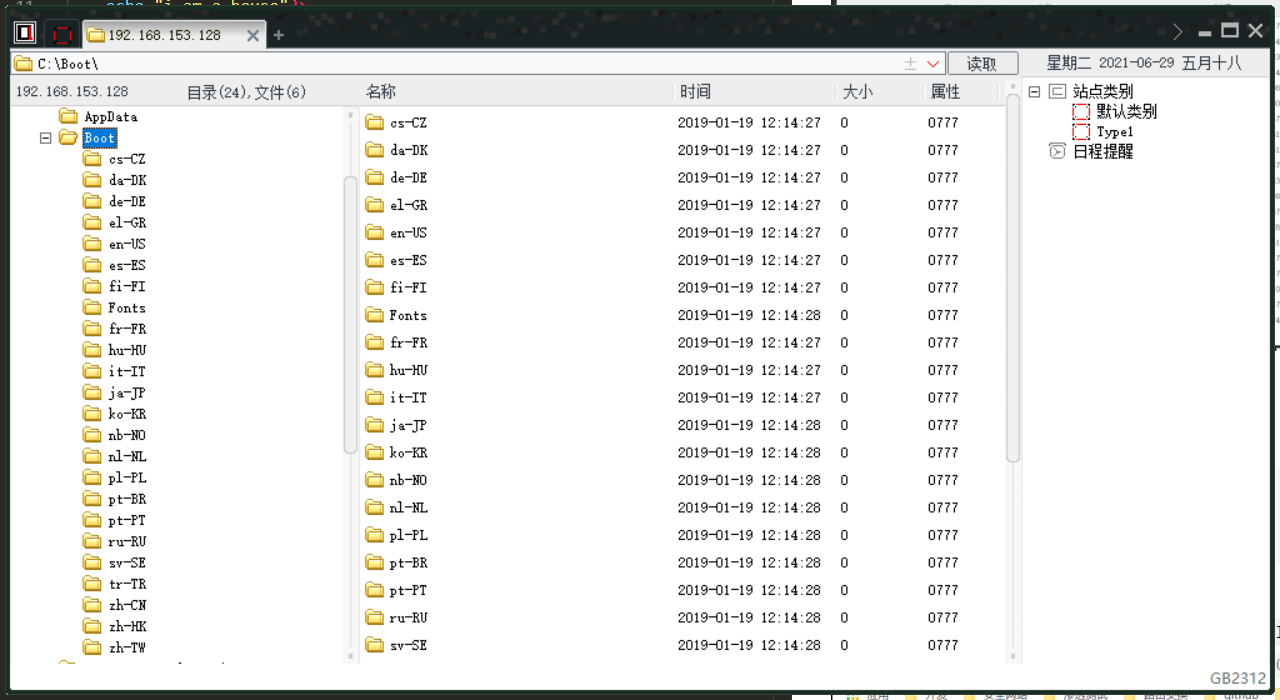 192.168.153.128
C:\Boot\
读取
星期二 2021-06-29 五月十八
192.168.153.128 目录(24),文件(6)
AppData
Boot
cs-CZ
da-DK
de-DE
el-GR
en-US
es-ES
fi-FI
Fonts
fr-FR
hu-HU
it-IT
ja-JP
ko-KR
nb-NO
nl-NL
pl-PL
pt-BR
pt-PT
ru-RU
sv-SE
tr-TR
zh-CN
zh-HK
zh-TW
名称 时间 大小 属性
cs-CZ 2019-01-19 12:14:27 0 0777
da-DK 2019-01-19 12:14:27 0 0777
de-DE 2019-01-19 12:14:27 0 0777
el-GR 2019-01-19 12:14:27 0 0777
en-US 2019-01-19 12:14:27 0 0777
es-ES 2019-01-19 12:14:27 0 0777
fi-FI 2019-01-19 12:14:27 0 0777
Fonts 2019-01-19 12:14:28 0 0777
fr-FR 2019-01-19 12:14:27 0 0777
hu-HU 2019-01-19 12:14:27 0 0777
it-IT 2019-01-19 12:14:27 0 0777
ja-JP 2019-01-19 12:14:28 0 0777
ko-KR 2019-01-19 12:14:28 0 0777
nb-NO 2019-01-19 12:14:28 0 0777
nl-NL 2019-01-19 12:14:28 0 0777
pl-PL 2019-01-19 12:14:28 0 0777
pt-BR 2019-01-19 12:14:28 0 0777
pt-PT 2019-01-19 12:14:28 0 0777
ru-RU 2019-01-19 12:14:28 0 0777
sv-SE 2019-01-19 12:14:28 0 0777
站点类别
默认类别
Type1
日程提醒
GB2312